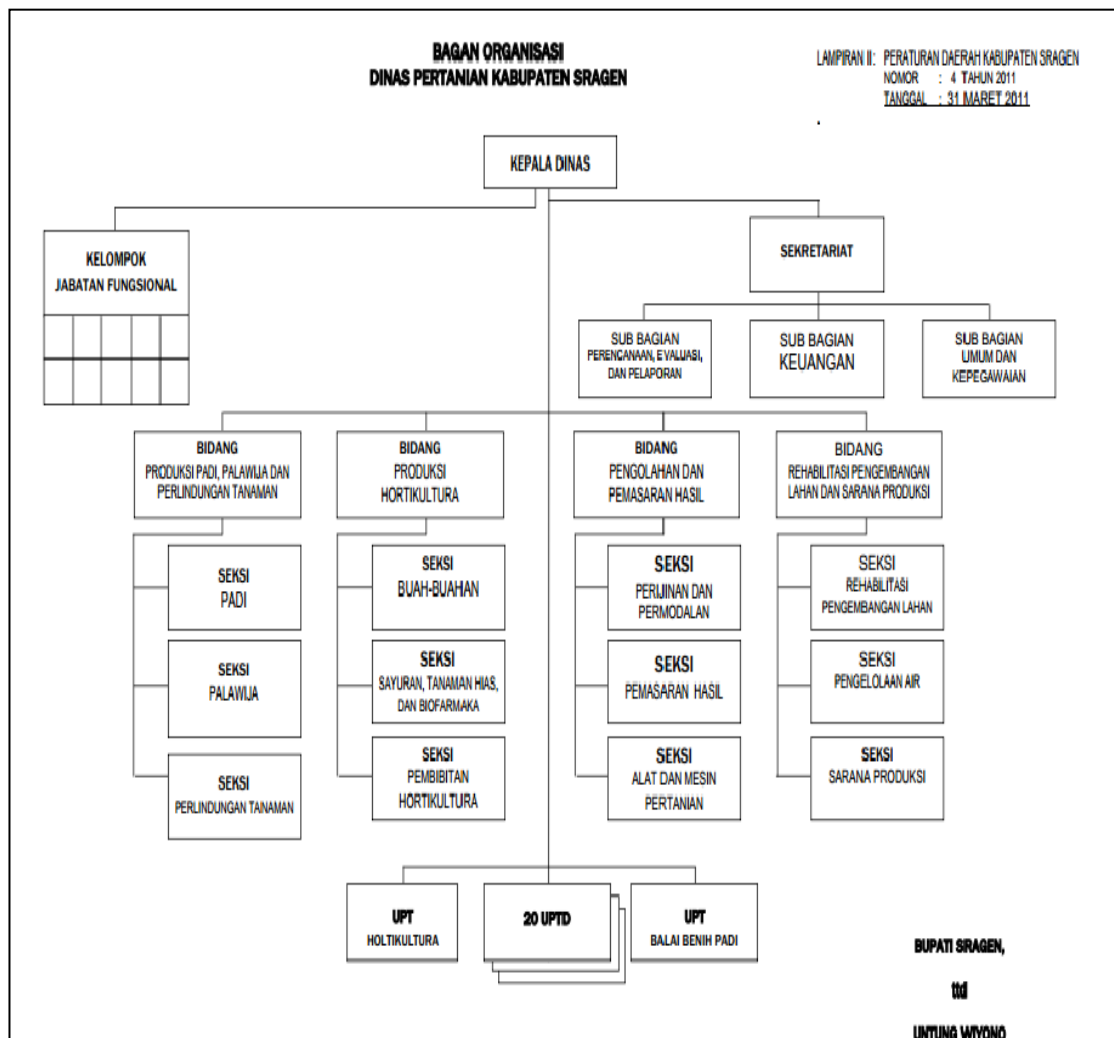 BAGAN ORGANISASI
DINAS PERTANIAN KABUPATEN SRAGEN
LAMPIRAN II: PERATURAN DAERAH KABUPATEN SRAGEN
NOMOR : 4 TAHUN 2011
TANGGAL : 31 MARET 2011
KEPALA DINAS
KELOMPOK
JABATAN FUNGSIONAL
SEKRETARIAT
SUB BAGIAN
PERENCANAAN, EVALUASI,
DAN PELAPORAN
SUB BAGIAN
KEUANGAN
SUB BAGIAN
UMUM DAN
KEPEGAWAIAN
BIDANG
PRODUKSI PADI, PALAWIJA DAN
PERLINDUNGAN TANAMAN
BIDANG
PRODUKSI
HORTIKULTURA
BIDANG
PENGOLAHAN DAN
PEMASARAN HASIL
BIDANG
REHABILITASI PENGEMBANGAN
LAHAN DAN SARANA PRODUKSI
SEKSI
PADI
SEKSI
BUAH-BUAHAN
SEKSI
PERIJINAN DAN
PERMODALAN
SEKSI
REHABILITASI
PENGEMBANGAN LAHAN
SEKSI
PALAWIJA
SEKSI
SAYURAN, TANAMAN HIAS,
DAN BIOFARMAKA
SEKSI
PEMASARAN HASIL
SEKSI
PENGELOLAAN AIR
SEKSI
PERLINDUNGAN TANAMAN
SEKSI
PEMBIBITAN
HORTIKULTURA
SEKSI
ALAT DAN MESIN
PERTANIAN
SEKSI
SARANA PRODUKSI
UPT
HOLTIKULTURA
20 UPTD
UPT
BALAI BENIH PADI
BUPATI SRAGEN,
ttd
UNTUNG WIYONO